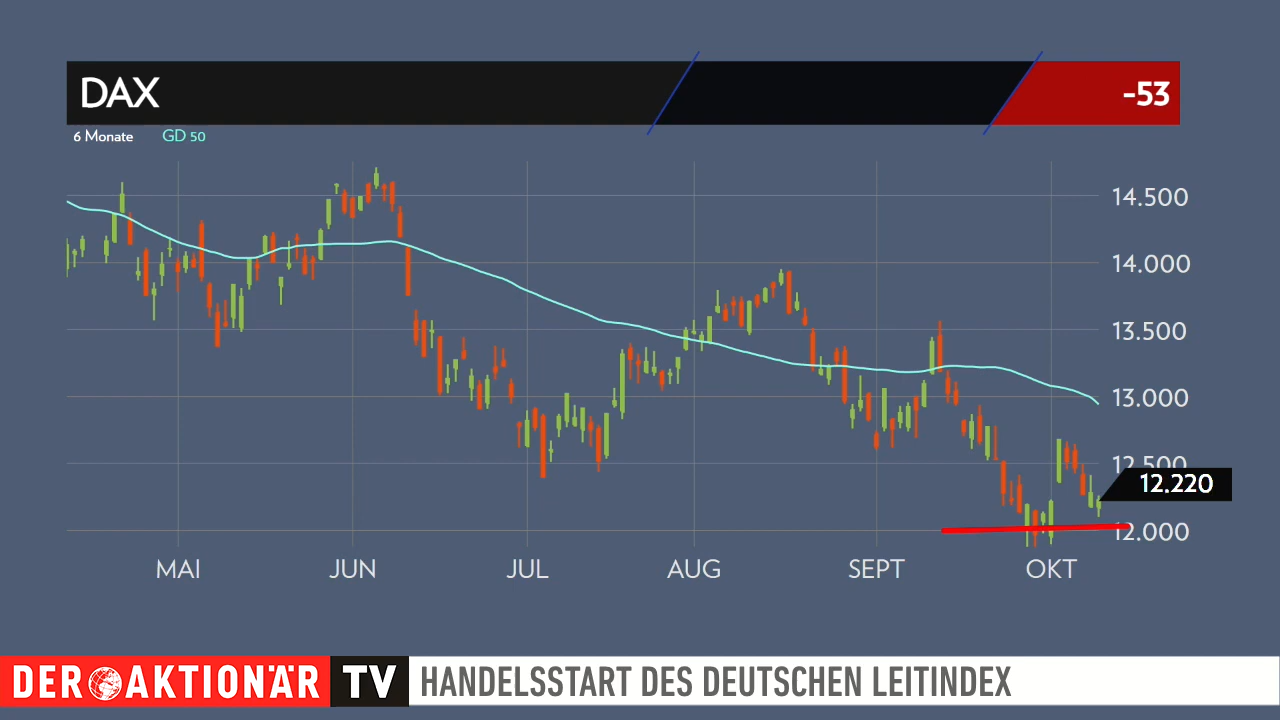 DAX
-53
6 Monate GD 50
14.500
14.000
13.500
13.000
12.500
12.220
12.000
MAI JUN JUL AUG SEPT OKT
DER AKTIONÄR TV HANDELSSTART DES DEUTSCHEN LEITINDEX